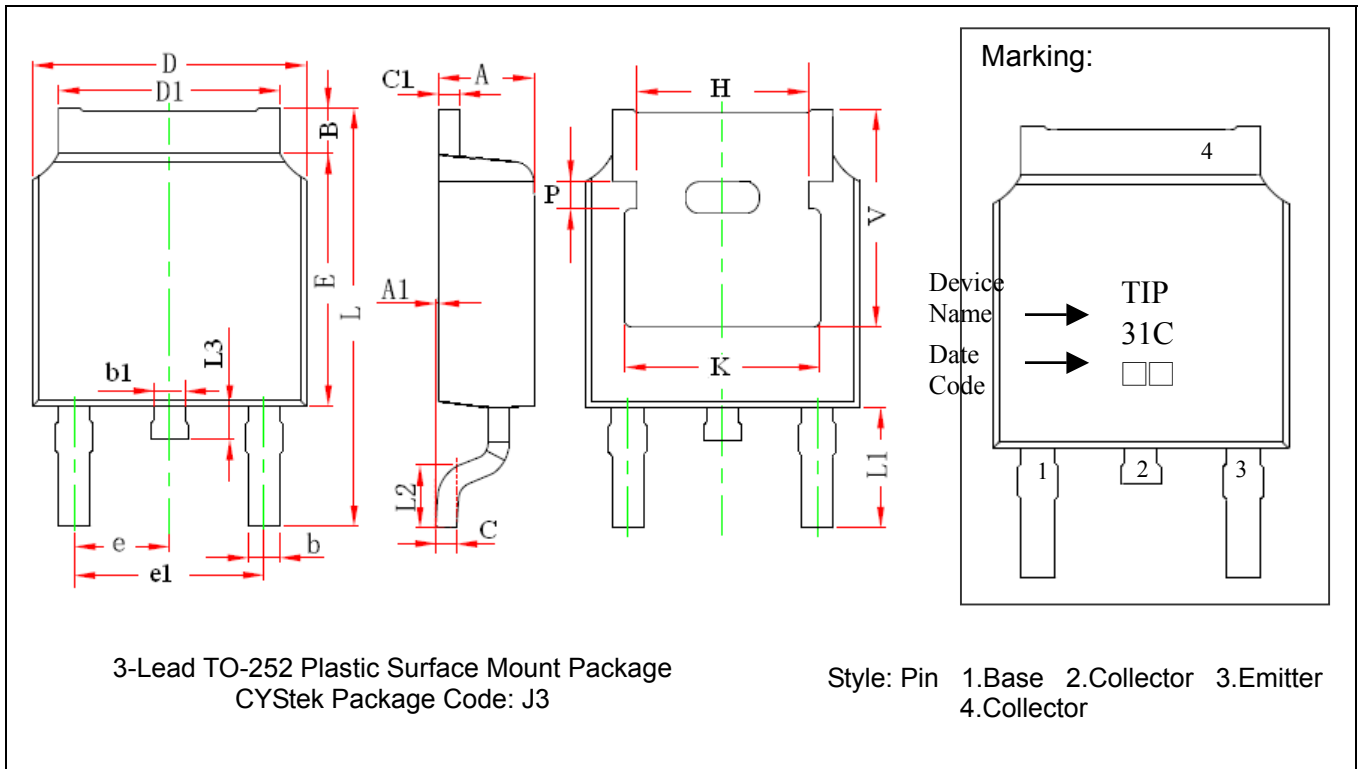 D
D1
B
E
L
L3
b1
e
e1
b
C1
A
A1
L2
C
H
P
V
K
L1
Marking:
4
Device
Name
TIP
31C
Date
Code
□□
1
2
3
3-Lead TO-252 Plastic Surface Mount Package
CYStek Package Code: J3
Style: Pin 1.Base 2.Collector 3.Emitter
4.Collector